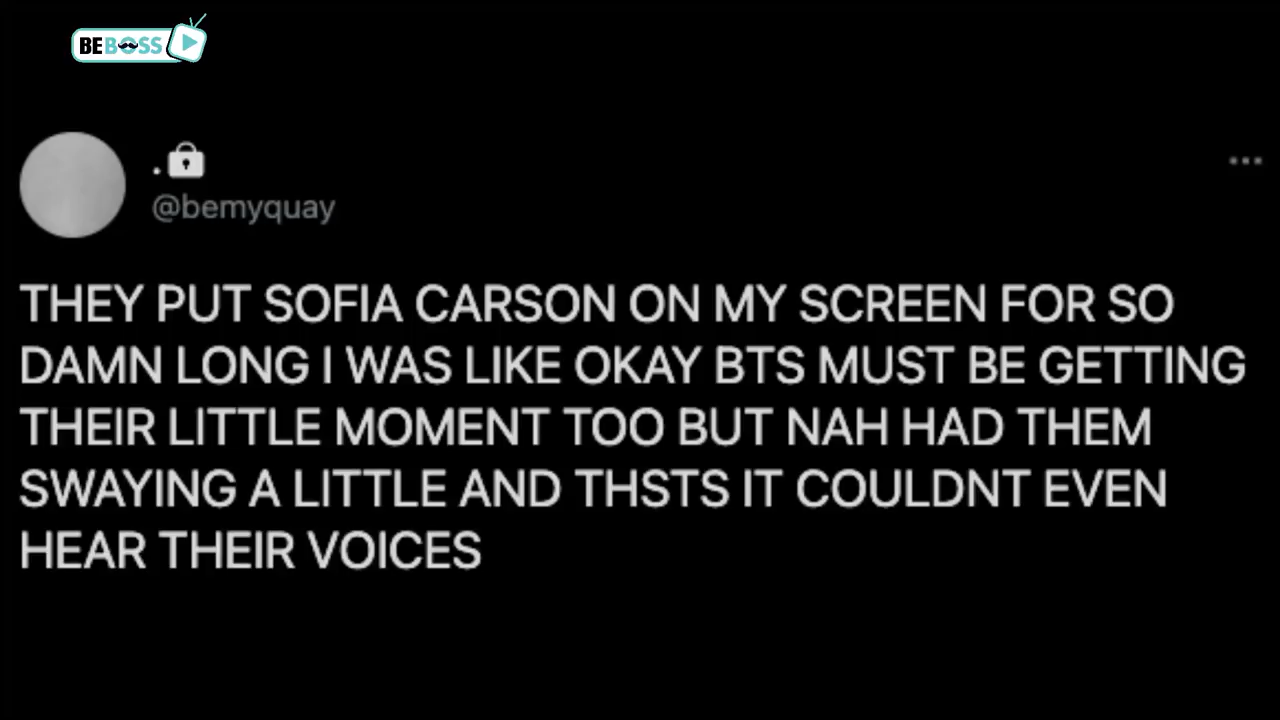 BEBOSS
.🔒
@bemyquay
THEY PUT SOFIA CARSON ON MY SCREEN FOR SO
DAMN LONG I WAS LIKE OKAY BTS MUST BE GETTING
THEIR LITTLE MOMENT TOO BUT NAH HAD THEM
SWAYING A LITTLE AND THSTS IT COULDNT EVEN
HEAR THEIR VOICES